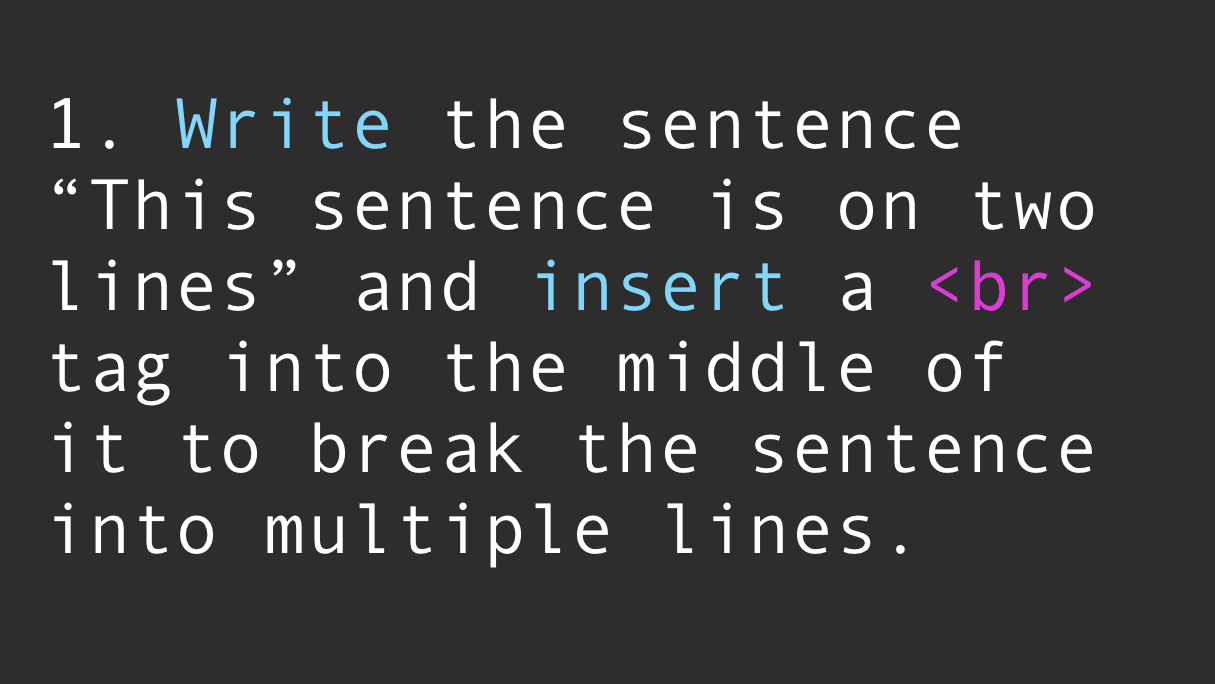 1. Write the sentence
“This sentence is on two
lines” and insert a <br>
tag into the middle of
it to break the sentence
into multiple lines.